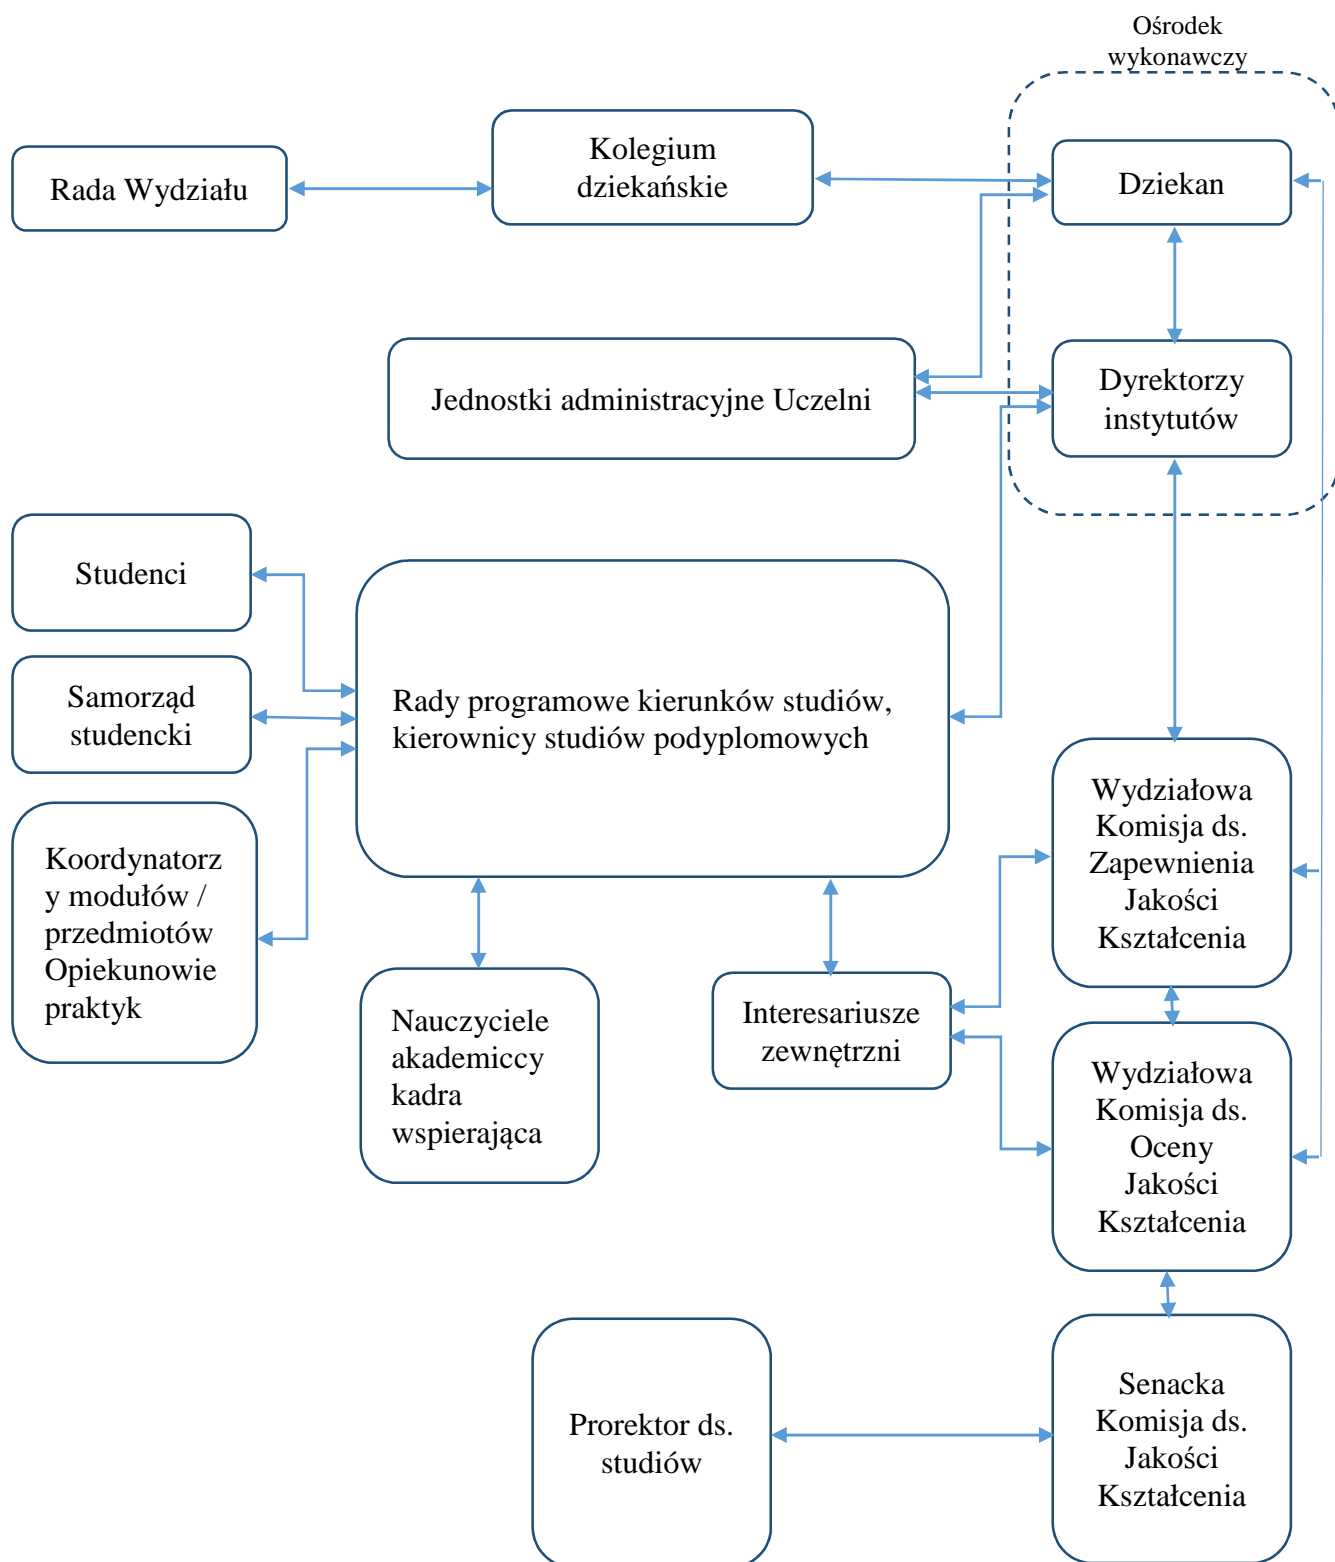 Ośrodek
wykonawczy
Rada Wydziału
Kolegium
dziekańskie
Dziekan
Jednostki administracyjne Uczelni
Dyrektorzy
instytutów
Studenci
Samorząd
studencki
Rady programowe kierunków studiów,
kierownicy studiów podyplomowych
Koordynatorz
y modułów /
przedmiotów
Opiekunowie
praktyk
Nauczyciele
akademiccy
kadra
wspierająca
Interesariusze
zewnętrzni
Wydziałowa
Komisja ds.
Zapewnienia
Jakości
Kształcenia
Wydziałowa
Komisja ds.
Oceny
Jakości
Kształcenia
Prorektor ds.
studiów
Senacka
Komisja ds.
Jakości
Kształcenia